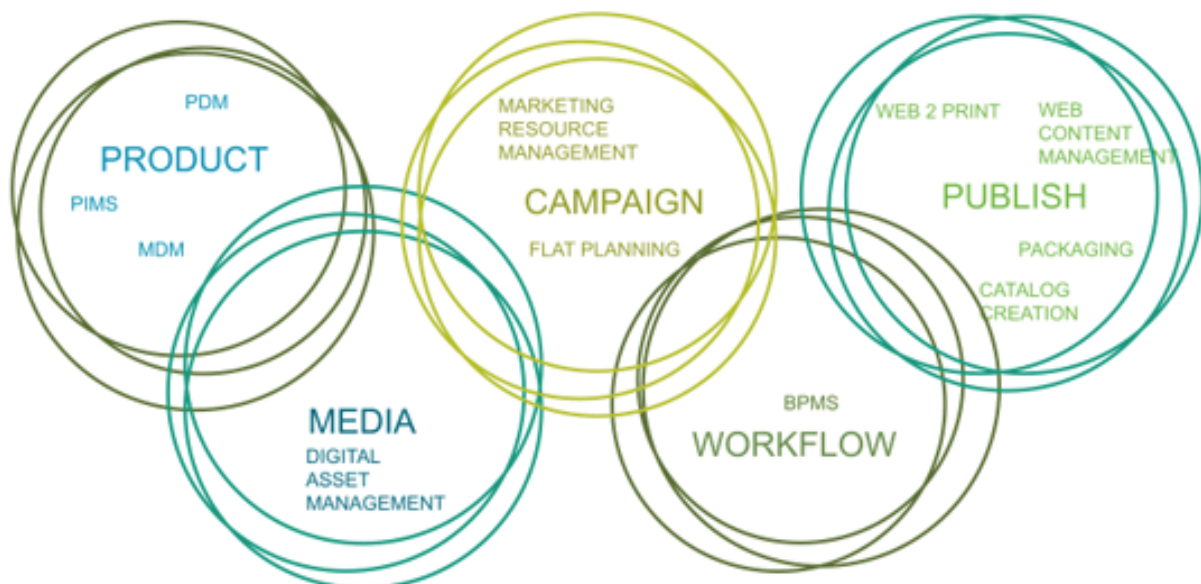 PDM
PRODUCT
PIMS
MDM
MEDIA
DIGITAL
ASSET
MANAGEMENT
MARKETING
RESOURCE
MANAGEMENT
CAMPAIGN
FLAT PLANNING
BPMS
WORKFLOW
WEB 2 PRINT
WEB
CONTENT
MANAGEMENT
PUBLISH
PACKAGING
CATALOG
CREATION